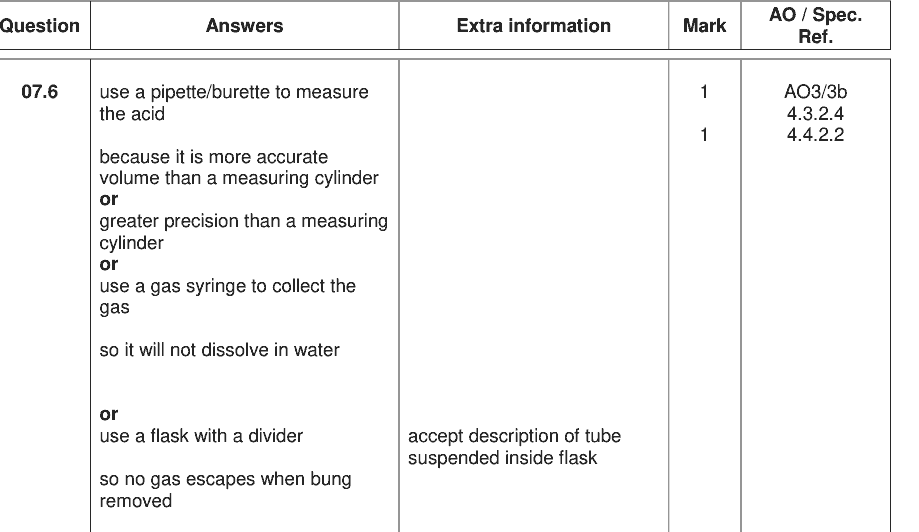 Question
Answers
Extra information
Mark
AO / Spec.
Ref.
07.6
use a pipette/burette to measure
the acid
because it is more accurate
volume than a measuring cylinder
or
greater precision than a measuring
cylinder
or
use a gas syringe to collect the
gas
so it will not dissolve in water
or
use a flask with a divider
so no gas escapes when bung
removed
accept description of tube
suspended inside flask
1
1
AO3/3b
4.3.2.4
4.4.2.2